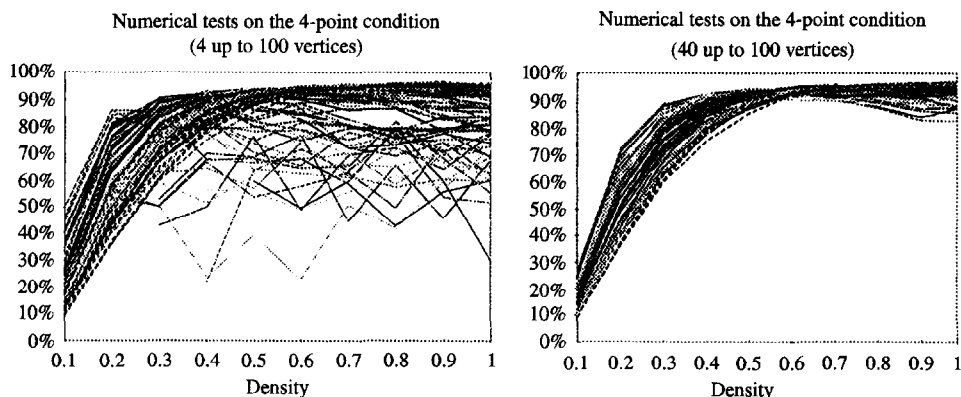 Numerical tests on the 4-point condition
(4 up to 100 vertices)
100%
90%
80%
70%
60%
50%
40%
30%
20%
10%
0%
0.1 0.2 0.3 0.4 0.5 0.6 0.7 0.8 0.9 1
Density
Numerical tests on the 4-point condition
(40 up to 100 vertices)
100%
90%
80%
70%
60%
50%
40%
30%
20%
10%
0%
0.1 0.2 0.3 0.4 0.5 0.6 0.7 0.8 0.9 1
Density